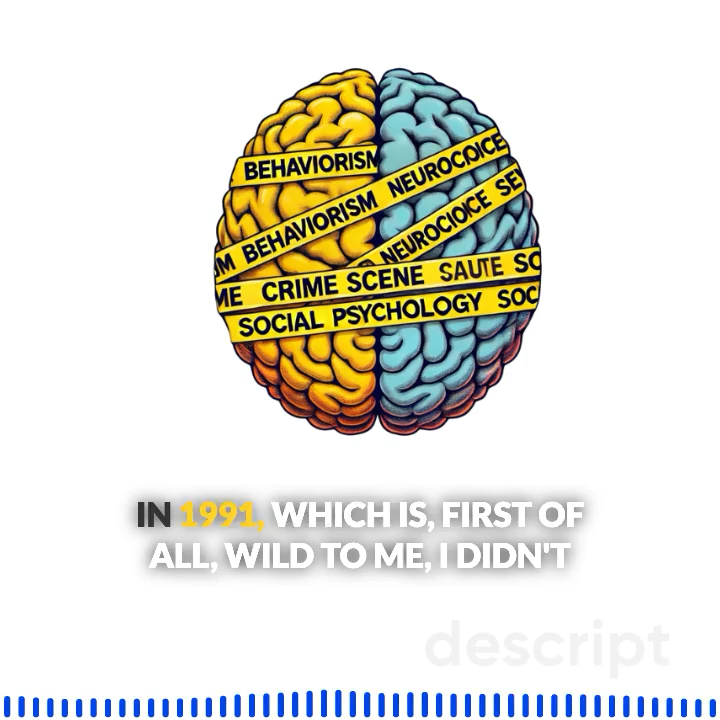 BEHAVIORISM
BEHAVIORISM NEUROCOICE
NEUROCIOICE SE
ME CRIME SCENE SAUTE SC
SOCIAL PSYCHOLOGY SOC
IN 1991, WHICH IS, FIRST OF
ALL, WILD TO ME, I DIDN'T
descript